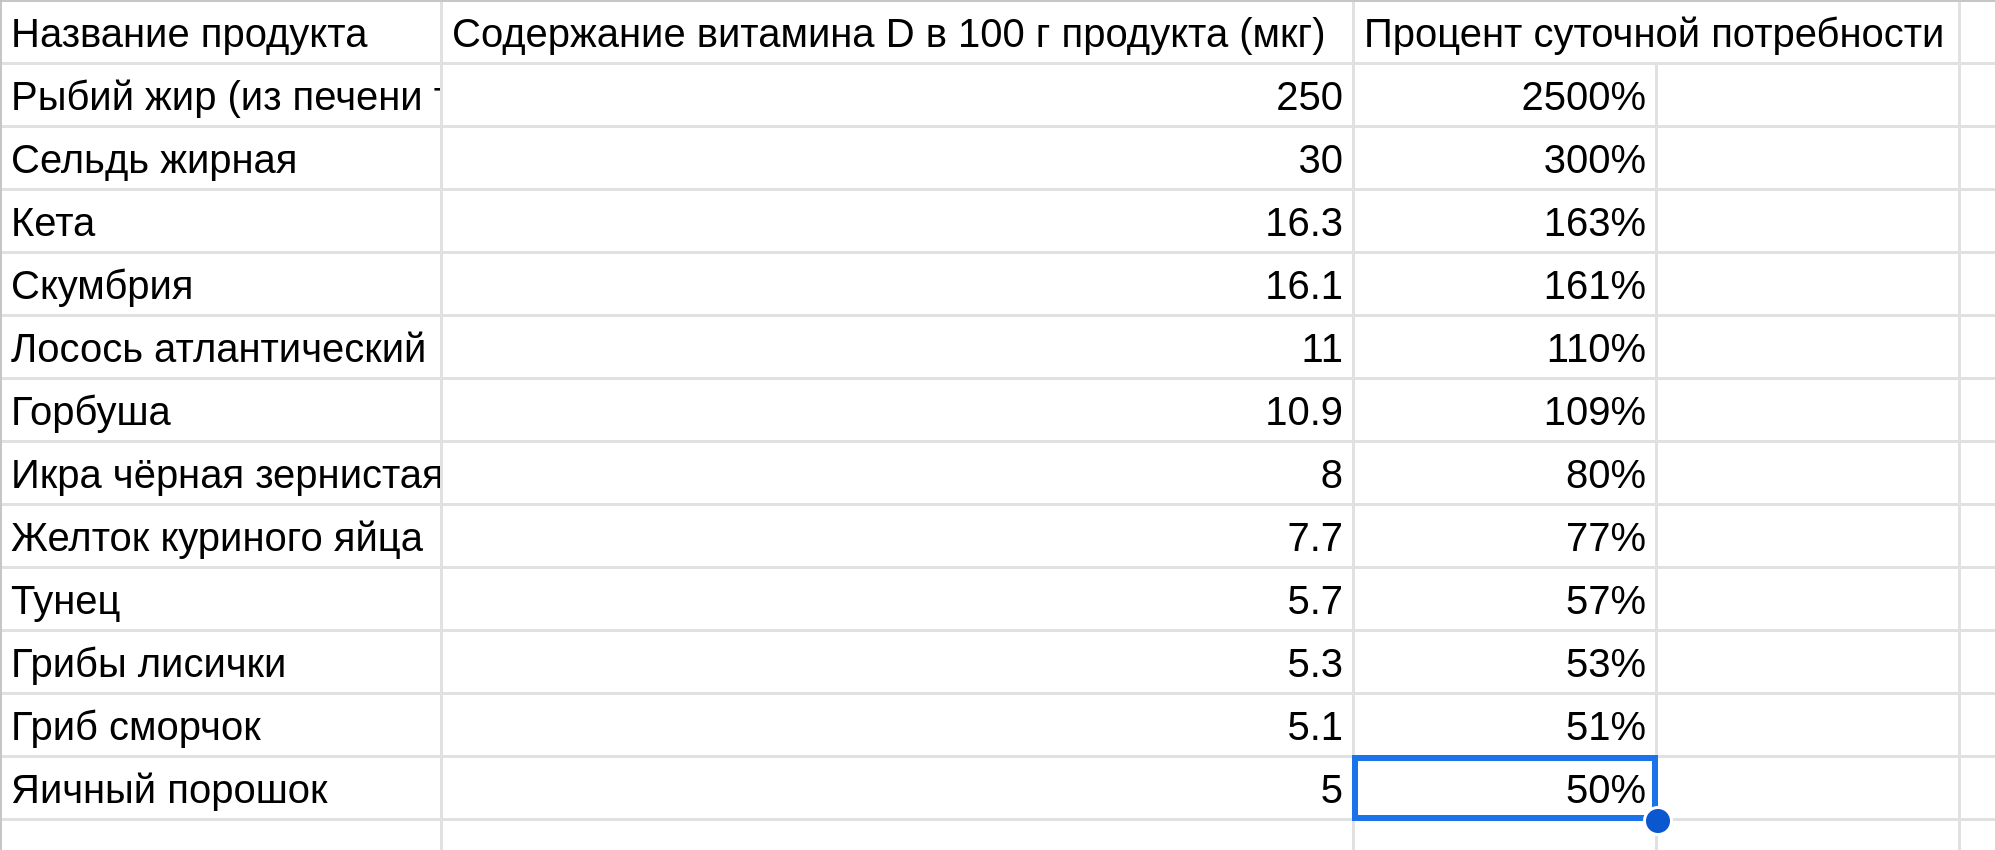 Название продукта Содержание витамина D в 100 г продукта (мкг) Процент суточной потребности
Рыбий жир (из печени 250 2500%
Сельдь жирная 30 300%
Кета 16.3 163%
Скумбрия 16.1 161%
Лосось атлантический 11 110%
Горбуша 10.9 109%
Икра чёрная зернистая 8 80%
Желток куриного яйца 7.7 77%
Тунец 5.7 57%
Грибы лисички 5.3 53%
Гриб сморчок 5.1 51%
Яичный порошок 5 50%